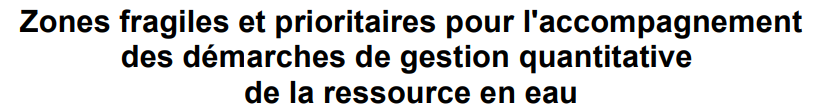 Zones fragiles et prioritaires pour l'accompagnement
des démarches de gestion quantitative
de la ressource en eau